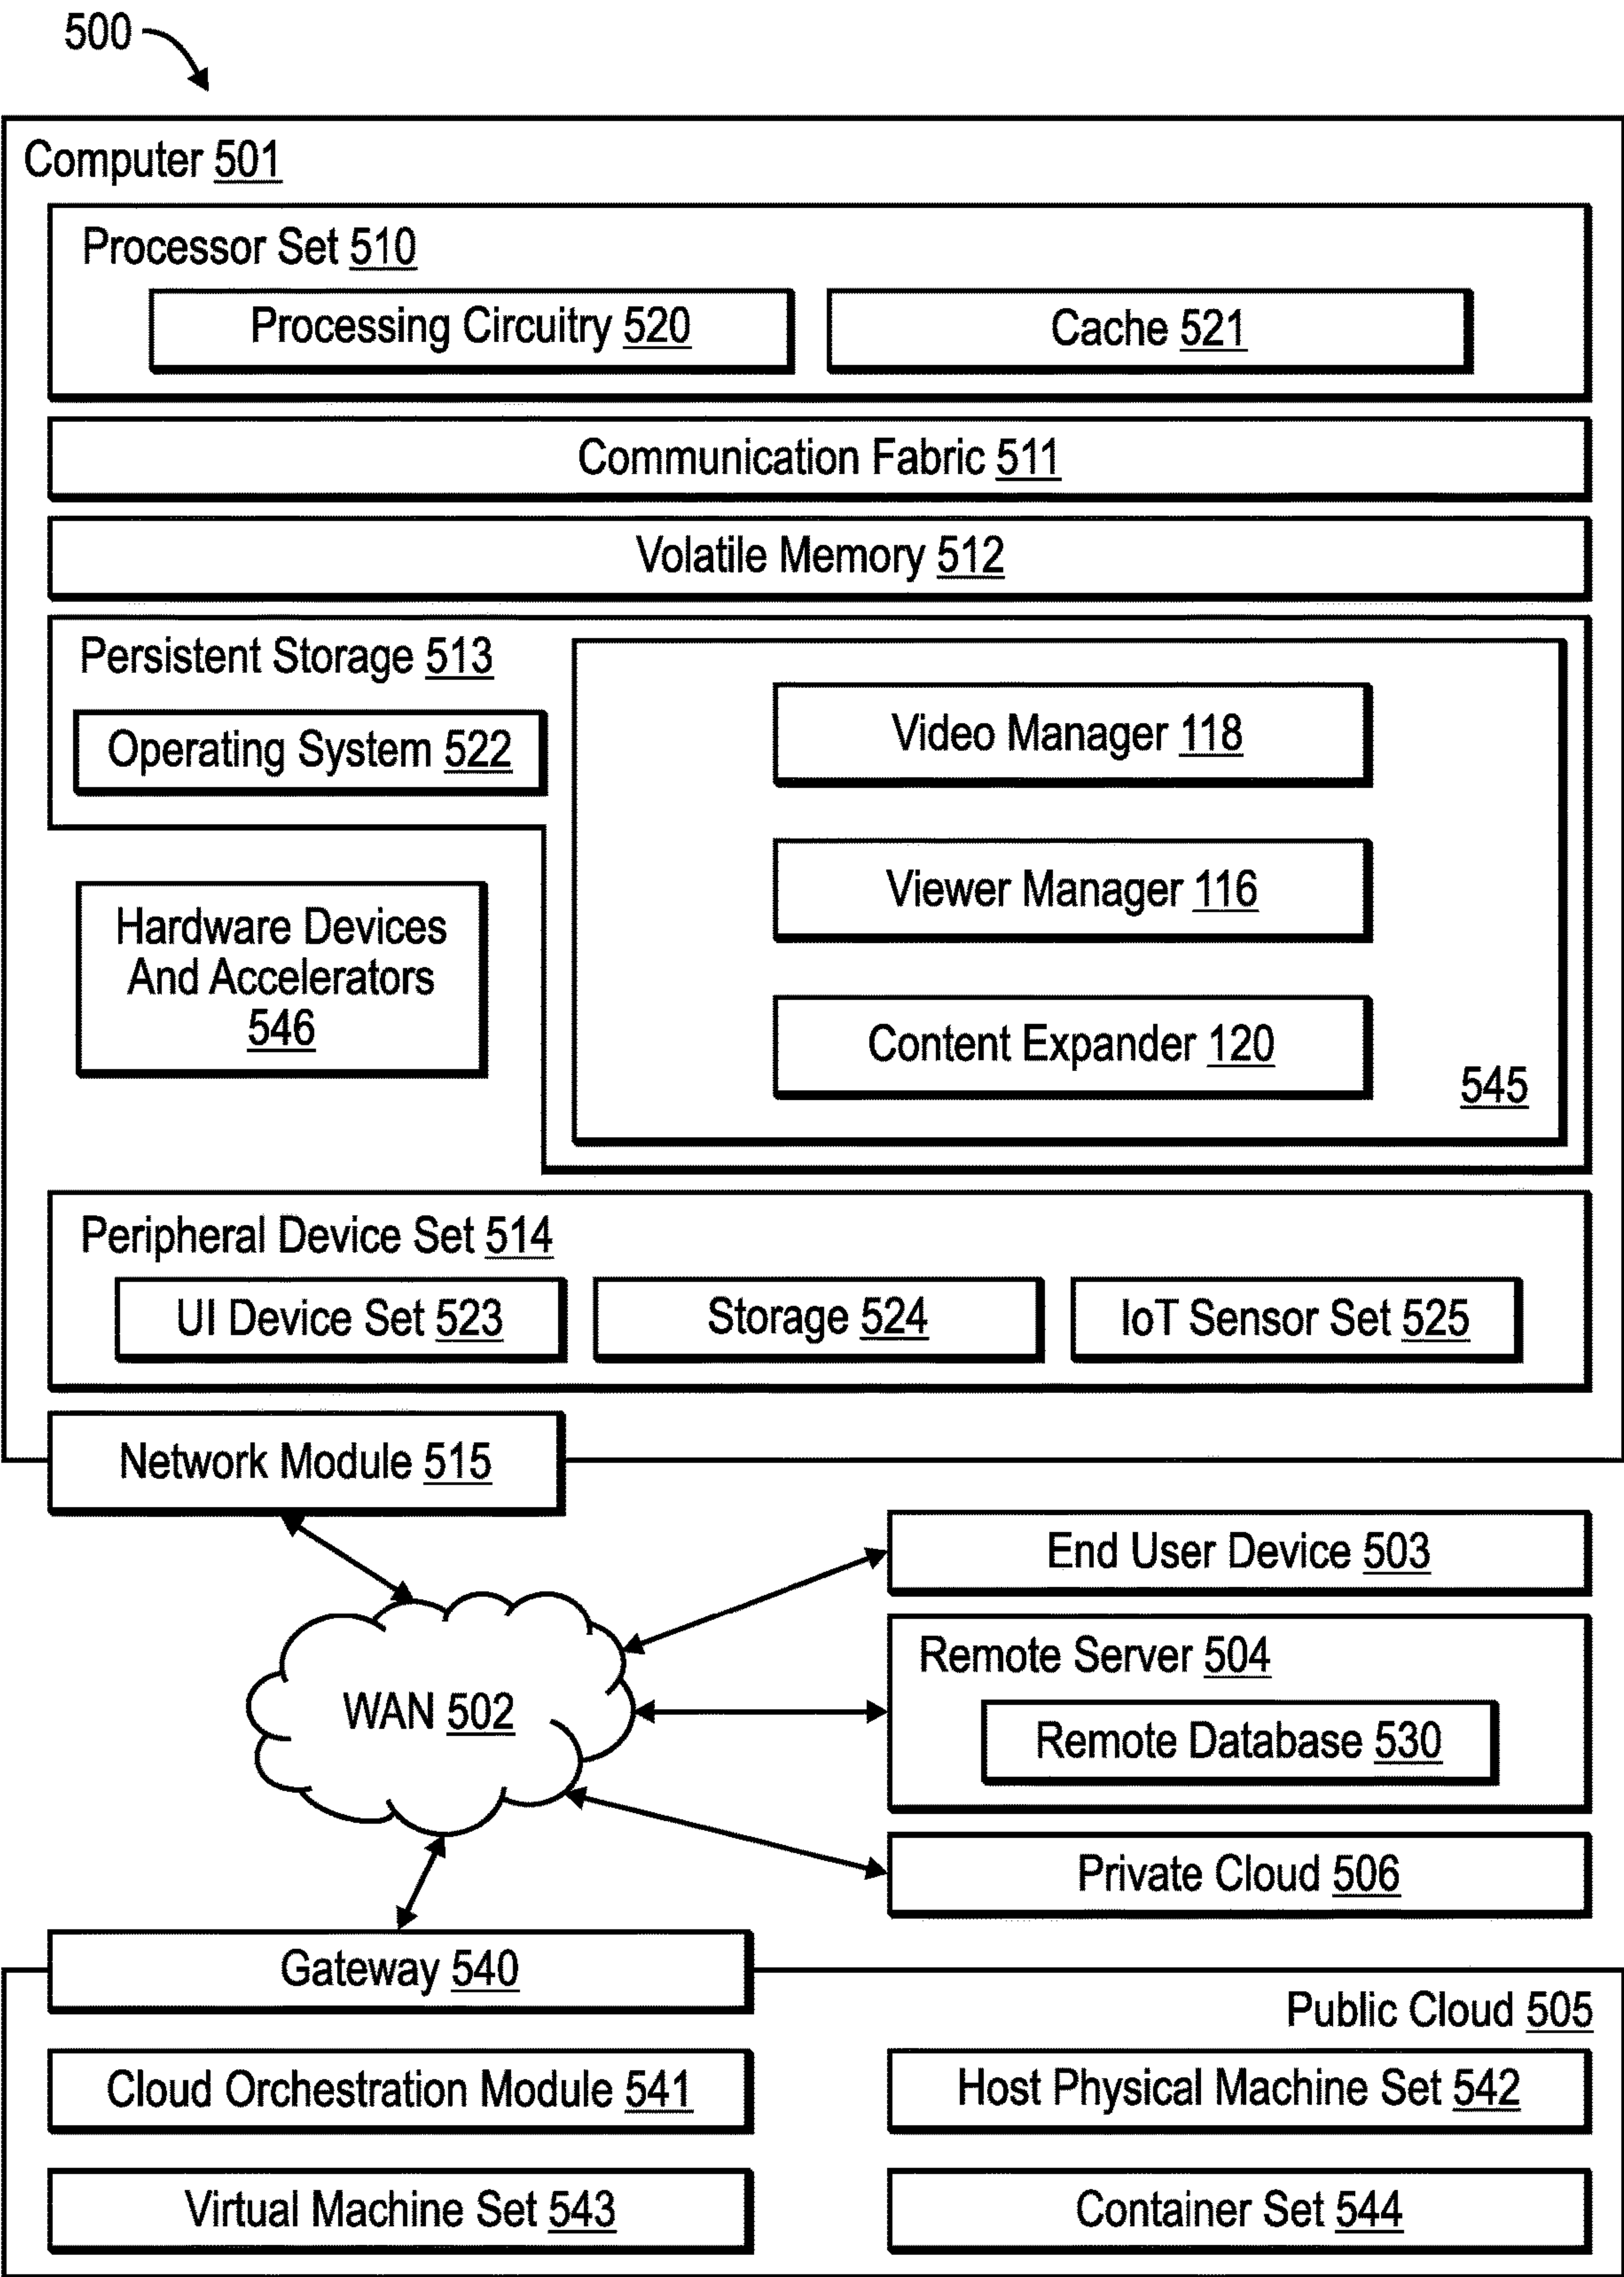 500
Computer 501
Processor Set 510
Processing Circuitry 520
Cache 521
Communication Fabric 511
Volatile Memory 512
Persistent Storage 513
Operating System 522
Video Manager 118
Viewer Manager 116
Content Expander 120
545
Hardware Devices
And Accelerators
546
Peripheral Device Set 514
UI Device Set 523
Storage 524
IoT Sensor Set 525
Network Module 515
End User Device 503
Remote Server 504
Remote Database 530
WAN 502
Private Cloud 506
Gateway 540
Public Cloud 505
Cloud Orchestration Module 541
Host Physical Machine Set 542
Virtual Machine Set 543
Container Set 544